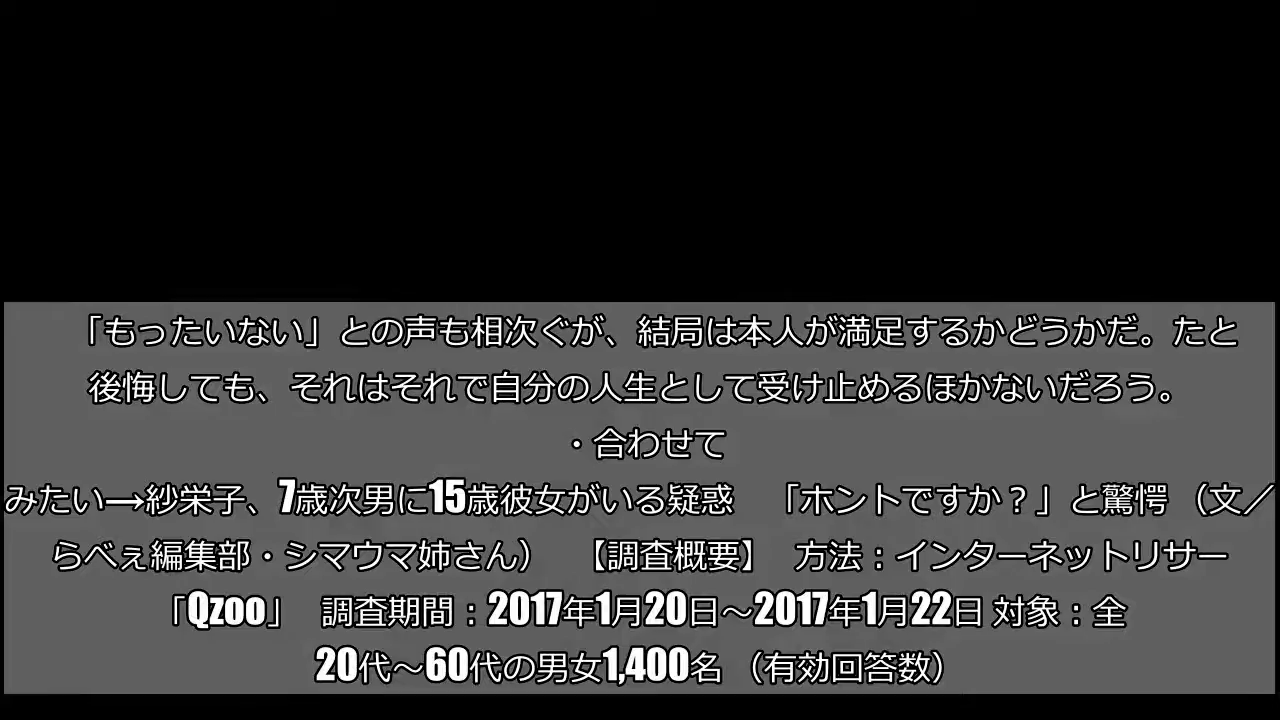 「もったいない」との声も相次ぐが、結局は本人が満足するかどうかだ。たと
後悔しても、それはそれで自分の人生として受け止めるほかないだろう。
・合わせて
みたい→紗栄子、7歳次男に15歳彼女がいる疑惑 「ホントですか？」と驚愕 （文／
らべぇ編集部・シマウマ姉さん） 【調査概要】 方法：インターネットリサー
「Qzoo」 調査期間：2017年1月20日～2017年1月22日 対象：全
20代～60代の男女1,400名 （有効回答数）